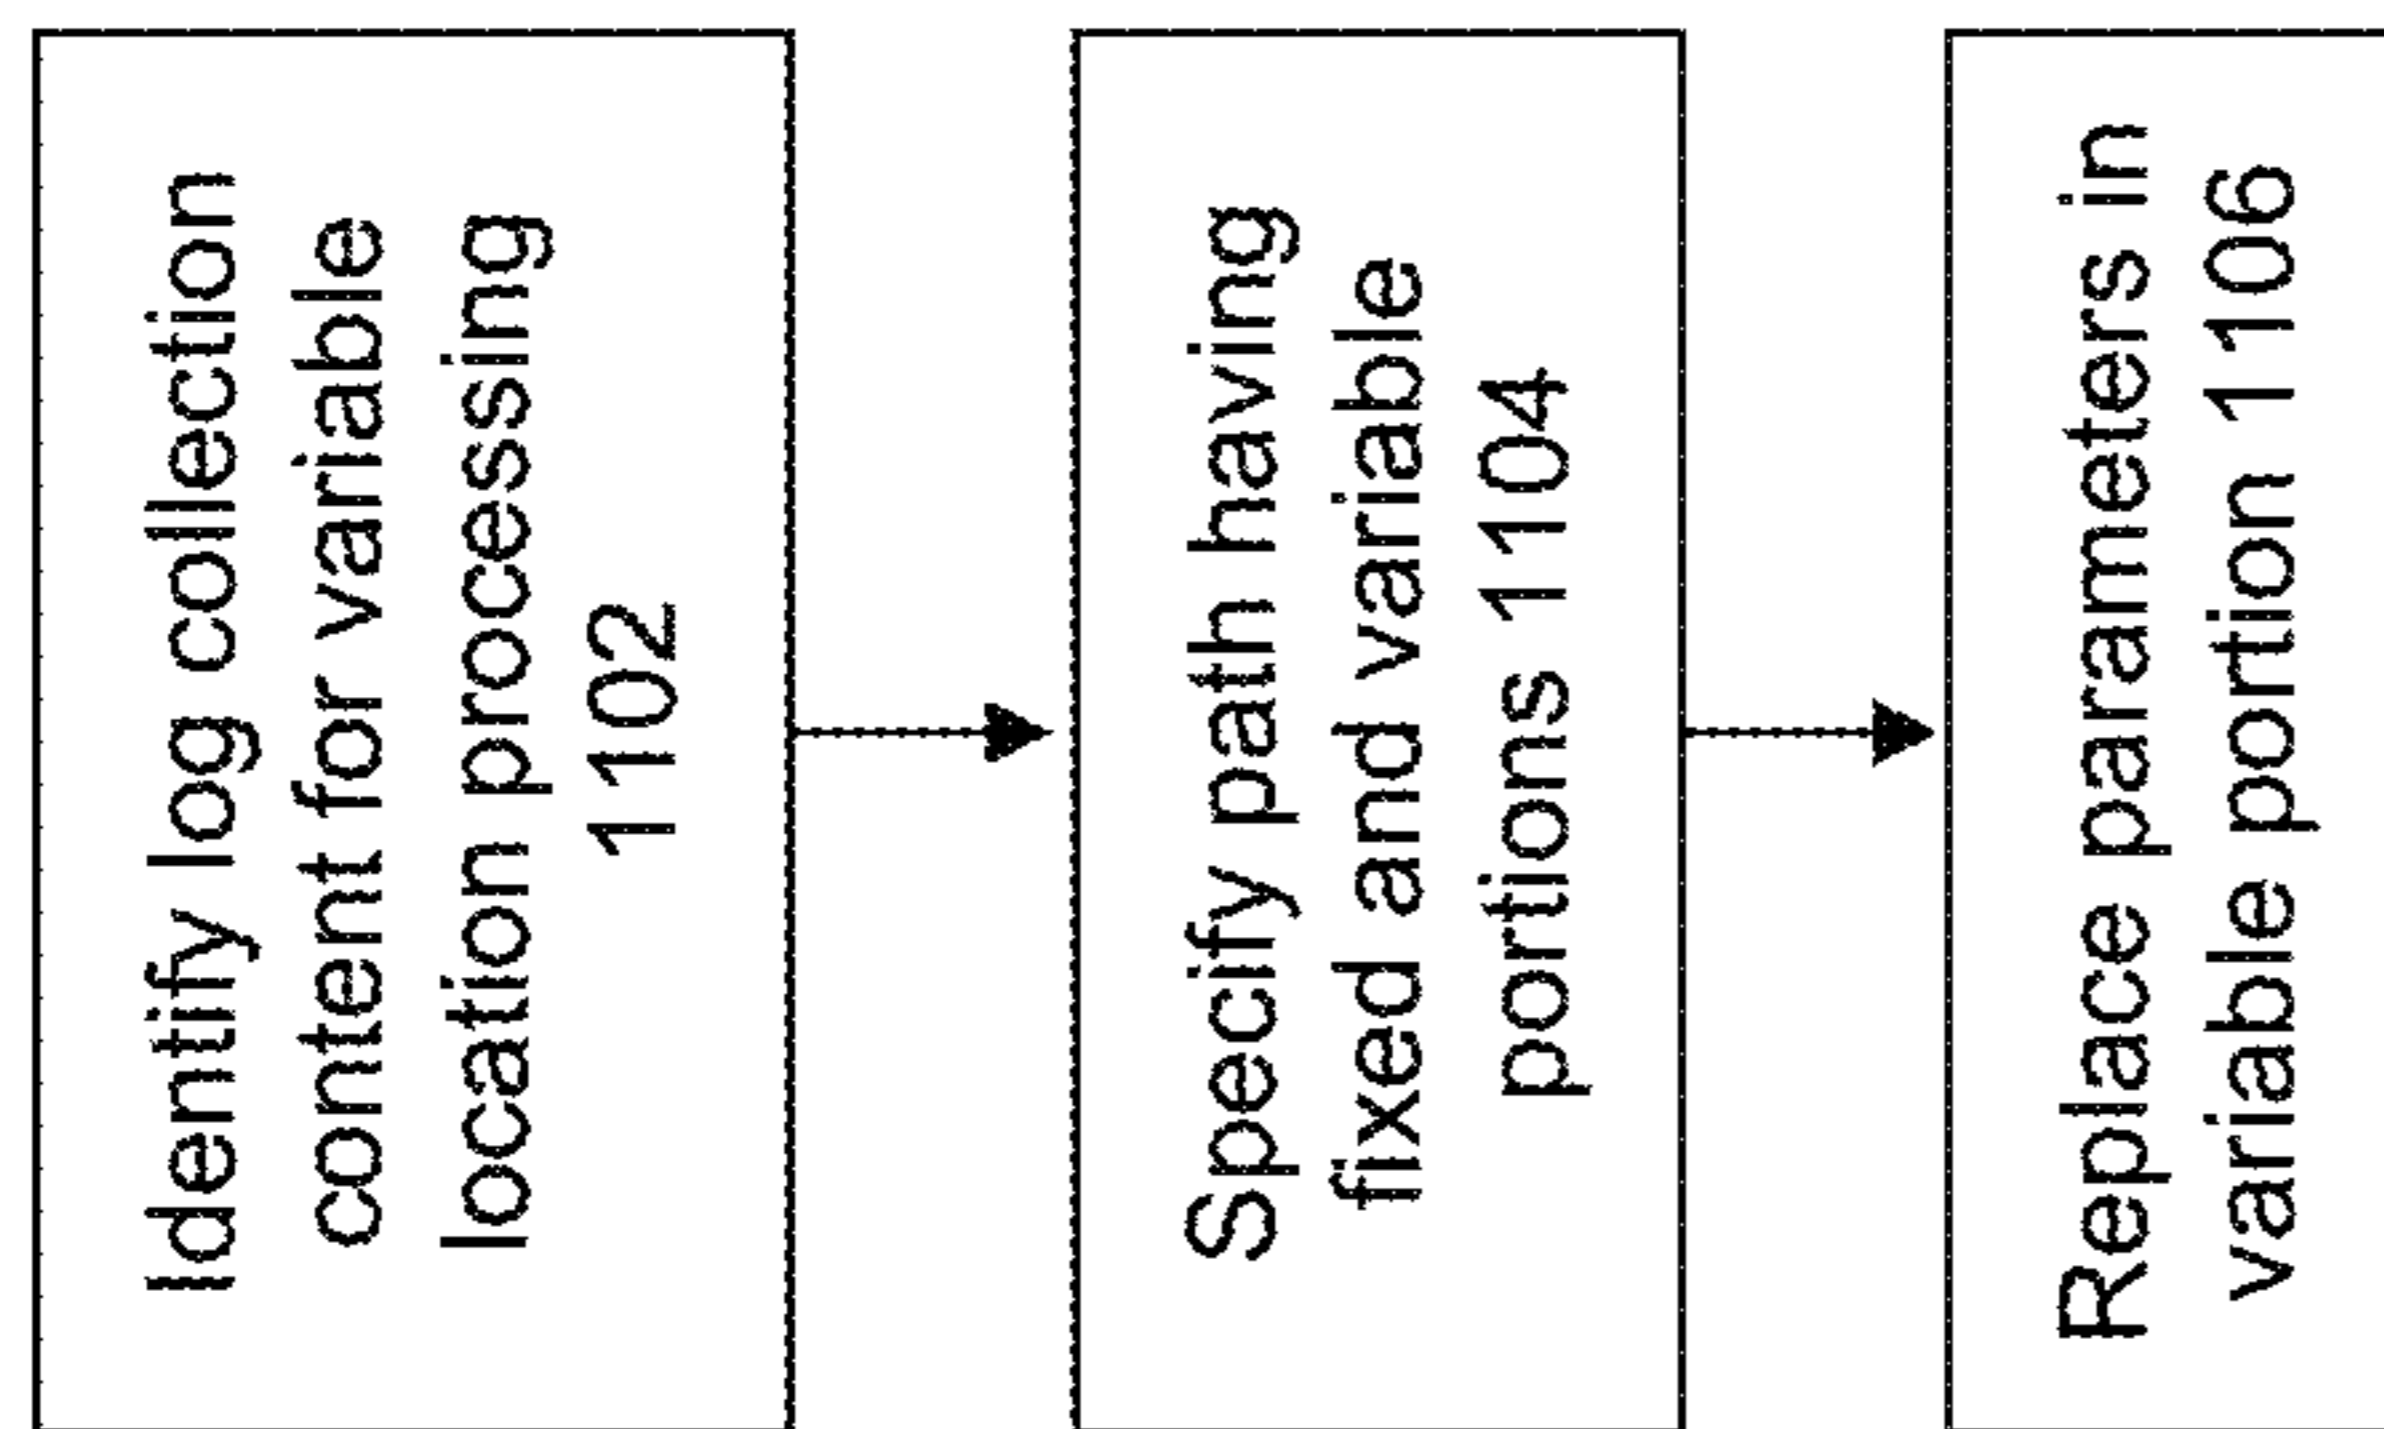 Identify log collection
content for variable
location processing
1102
Specify path having
fixed and variable
portions 1104
Replace parameters in
variable portion 1106